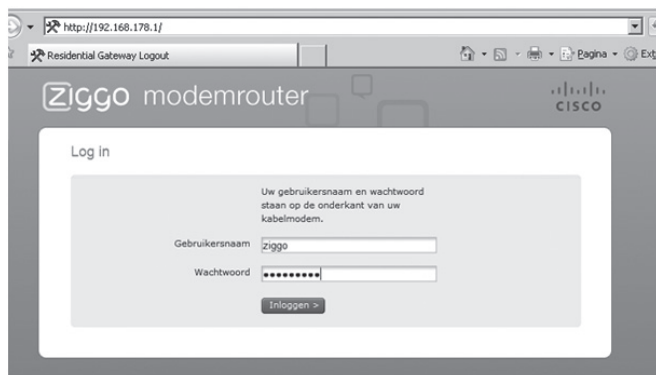 http://192.168.178.1/
Residential Gateway Logout
Pagina
Ext
ziggo modemrouter
CISCO
Log in
Uw gebruikersnaam en wachtwoord
staan op de onderkant van uw
kabelmodem.
Gebruikersnaam ziggo
Wachtwoord •••••••••
Inloggen >